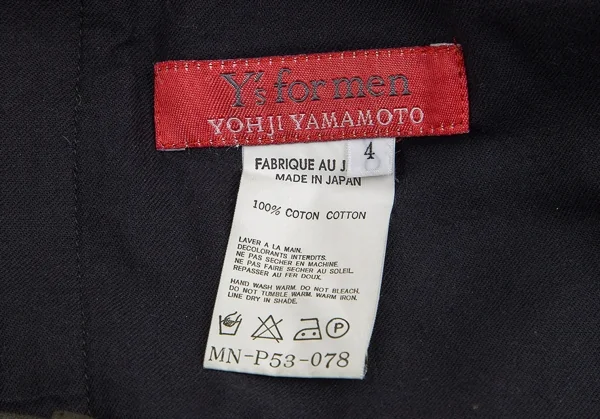 Y's for men
YOHJI YAMAMOTO
4
FABRIQUE AU J
MADE IN JAPAN
100% COTON COTTON
LAVER A LA MAIN.
DECOLORANTS INTERDITS.
NE PAS SECHER EN MACHINE.
NE PAS FAIRE SECHER AU SOLEIL.
REPASSER AU FER DOUX.
HAND WASH WARM. DO NOT BLEACH.
DO NOT TUMBLE WARM. WARM IRON.
LINE DRY IN SHADE.
P
MN-P53-078